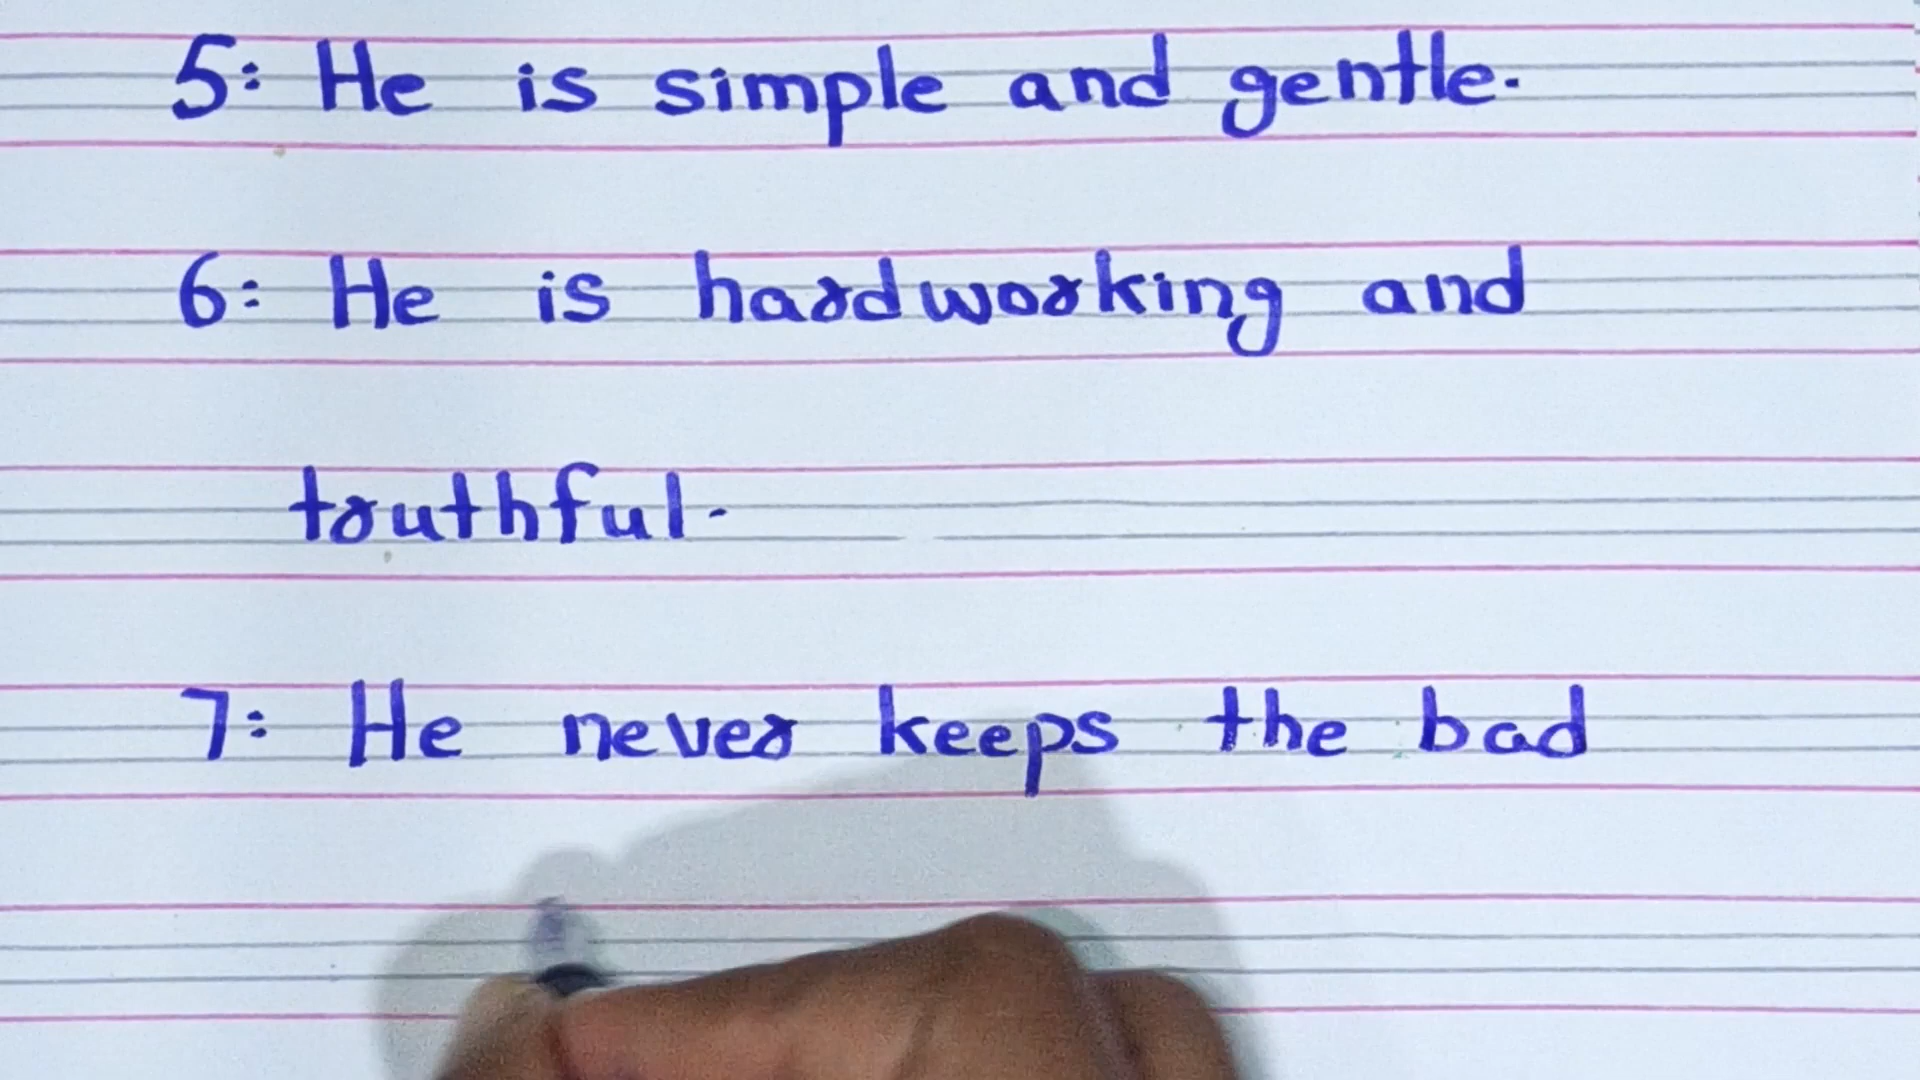 5: He is simple and gentle.
6: He is hardworking and
truthful.
7: He never keeps the bad